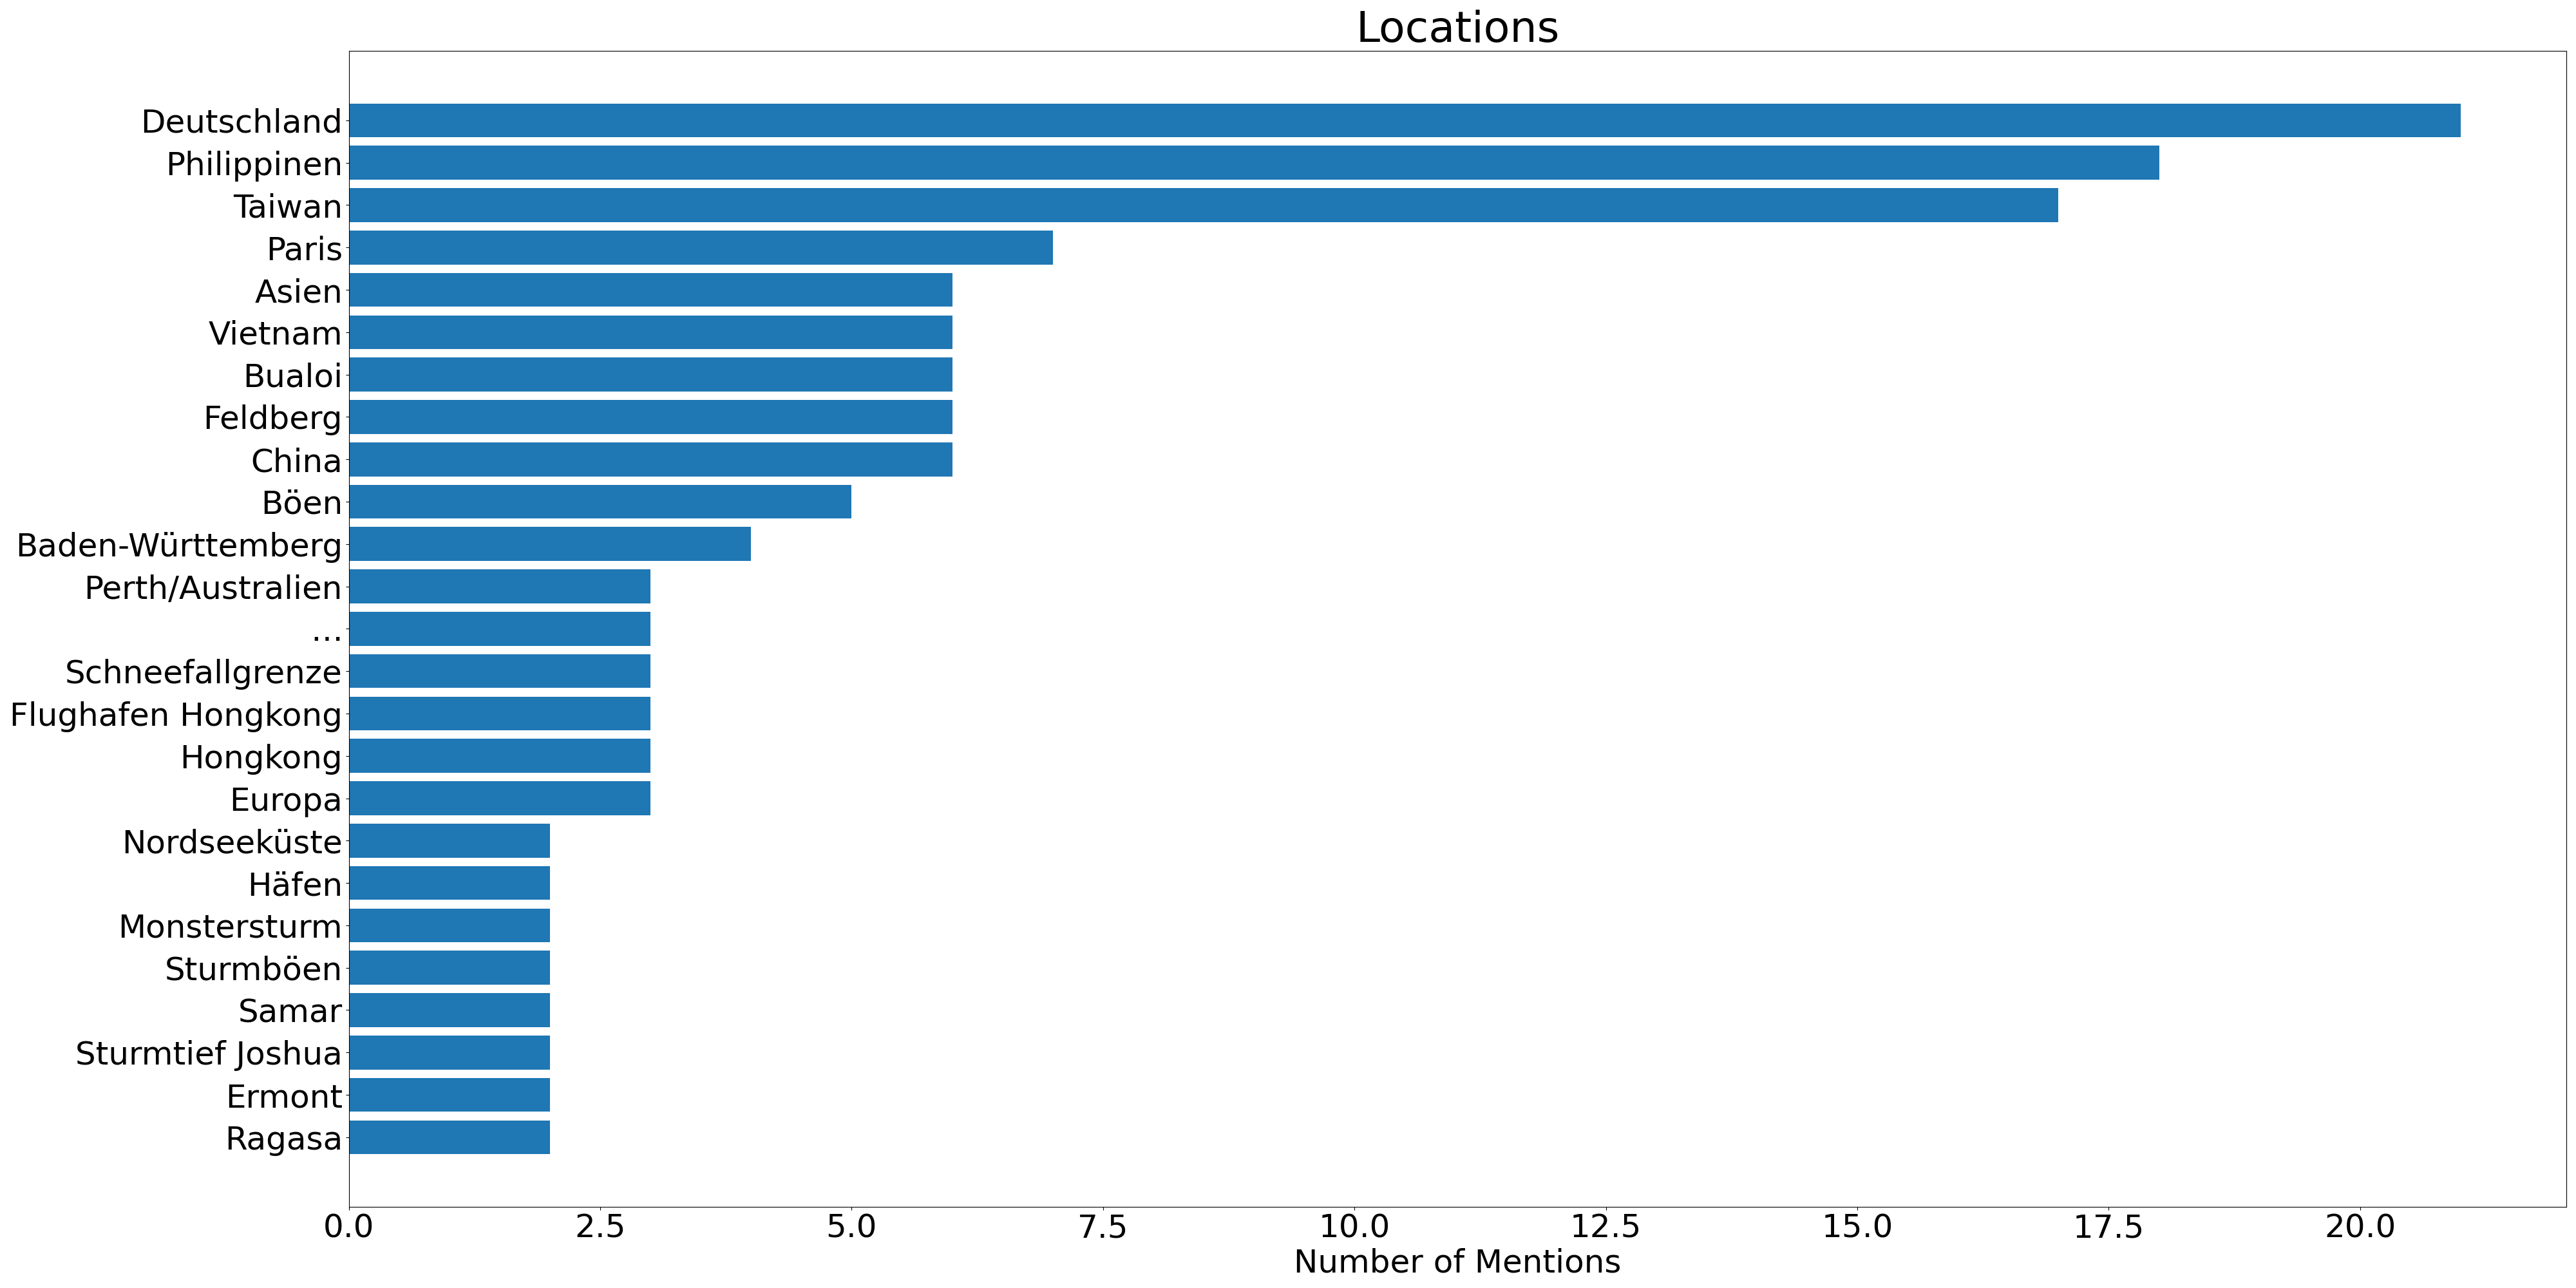 Locations
Deutschland
Philippinen
Taiwan
Paris
Asien
Vietnam
Bualoi
Feldberg
China
Böen
Baden-Württemberg
Perth/Australien
...
Schneefallgrenze
Flughafen Hongkong
Hongkong
Europa
Nordseeküste
Häfen
Monstersturm
Sturmböen
Samar
Sturmtief Joshua
Ermont
Ragasa
0.0 2.5 5.0 7.5 10.0 12.5 15.0 17.5 20.0
Number of Mentions